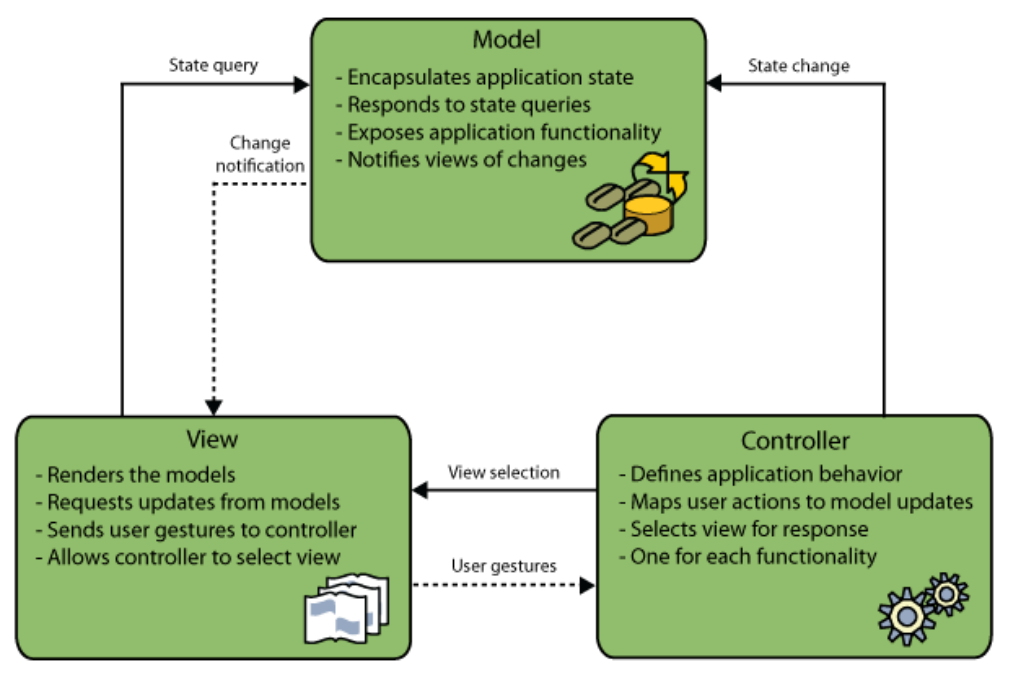 Model
- Encapsulates application state
- Responds to state queries
- Exposes application functionality
- Notifies views of changes
State query
State change
Change
notification
View
- Renders the models
- Requests updates from models
- Sends user gestures to controller
- Allows controller to select view
View selection
User gestures
Controller
- Defines application behavior
- Maps user actions to model updates
- Selects view for response
- One for each functionality